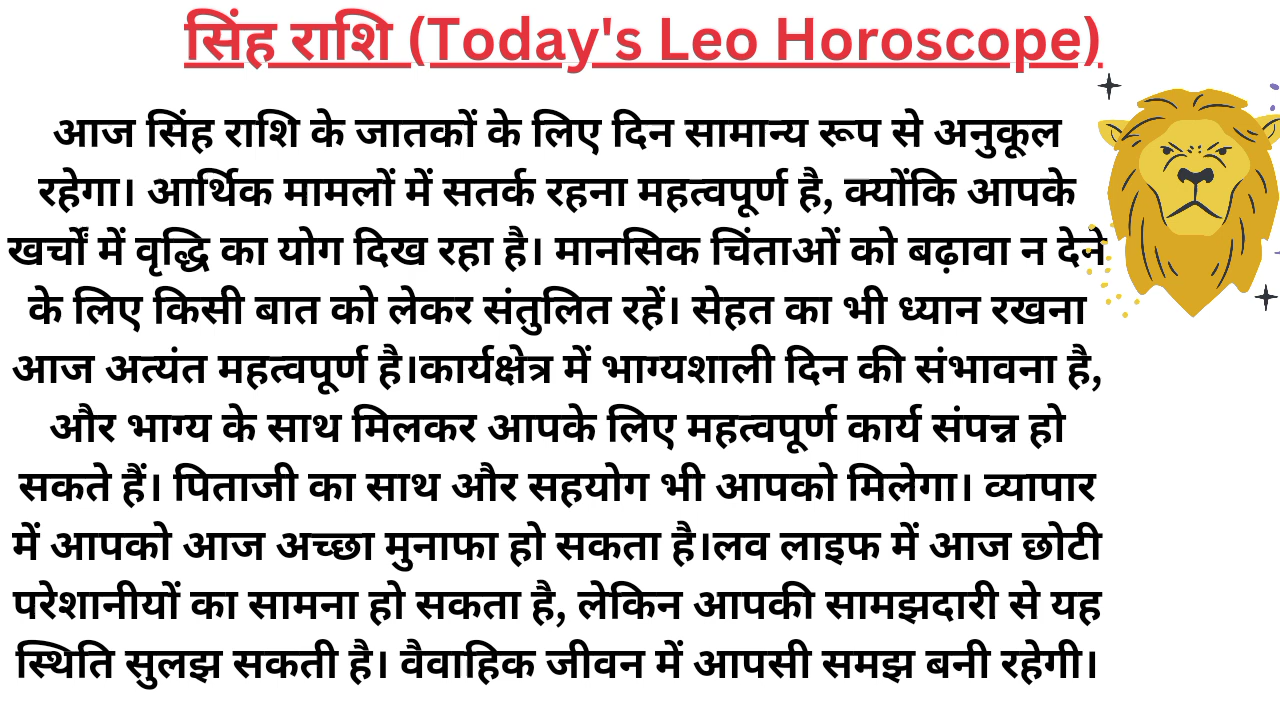 सिंह राशि (Today's Leo Horoscope)
आज सिंह राशि के जातकों के लिए दिन सामान्य रूप से अनुकूल
रहेगा। आर्थिक मामलों में सतर्क रहना महत्वपूर्ण है, क्योंकि आपके
खर्चों में वृद्धि का योग दिख रहा है। मानसिक चिंताओं को बढ़ावा न देने
के लिए किसी बात को लेकर संतुलित रहें। सेहत का भी ध्यान रखना
आज अत्यंत महत्वपूर्ण है।कार्यक्षेत्र में भाग्यशाली दिन की संभावना है,
और भाग्य के साथ मिलकर आपके लिए महत्वपूर्ण कार्य संपन्न हो
सकते हैं। पिताजी का साथ और सहयोग भी आपको मिलेगा। व्यापार
में आपको आज अच्छा मुनाफा हो सकता है।लव लाइफ में आज छोटी
परेशानीयों का सामना हो सकता है, लेकिन आपकी सामझदारी से यह
स्थिति सुलझ सकती है। वैवाहिक जीवन में आपसी समझ बनी रहेगी।